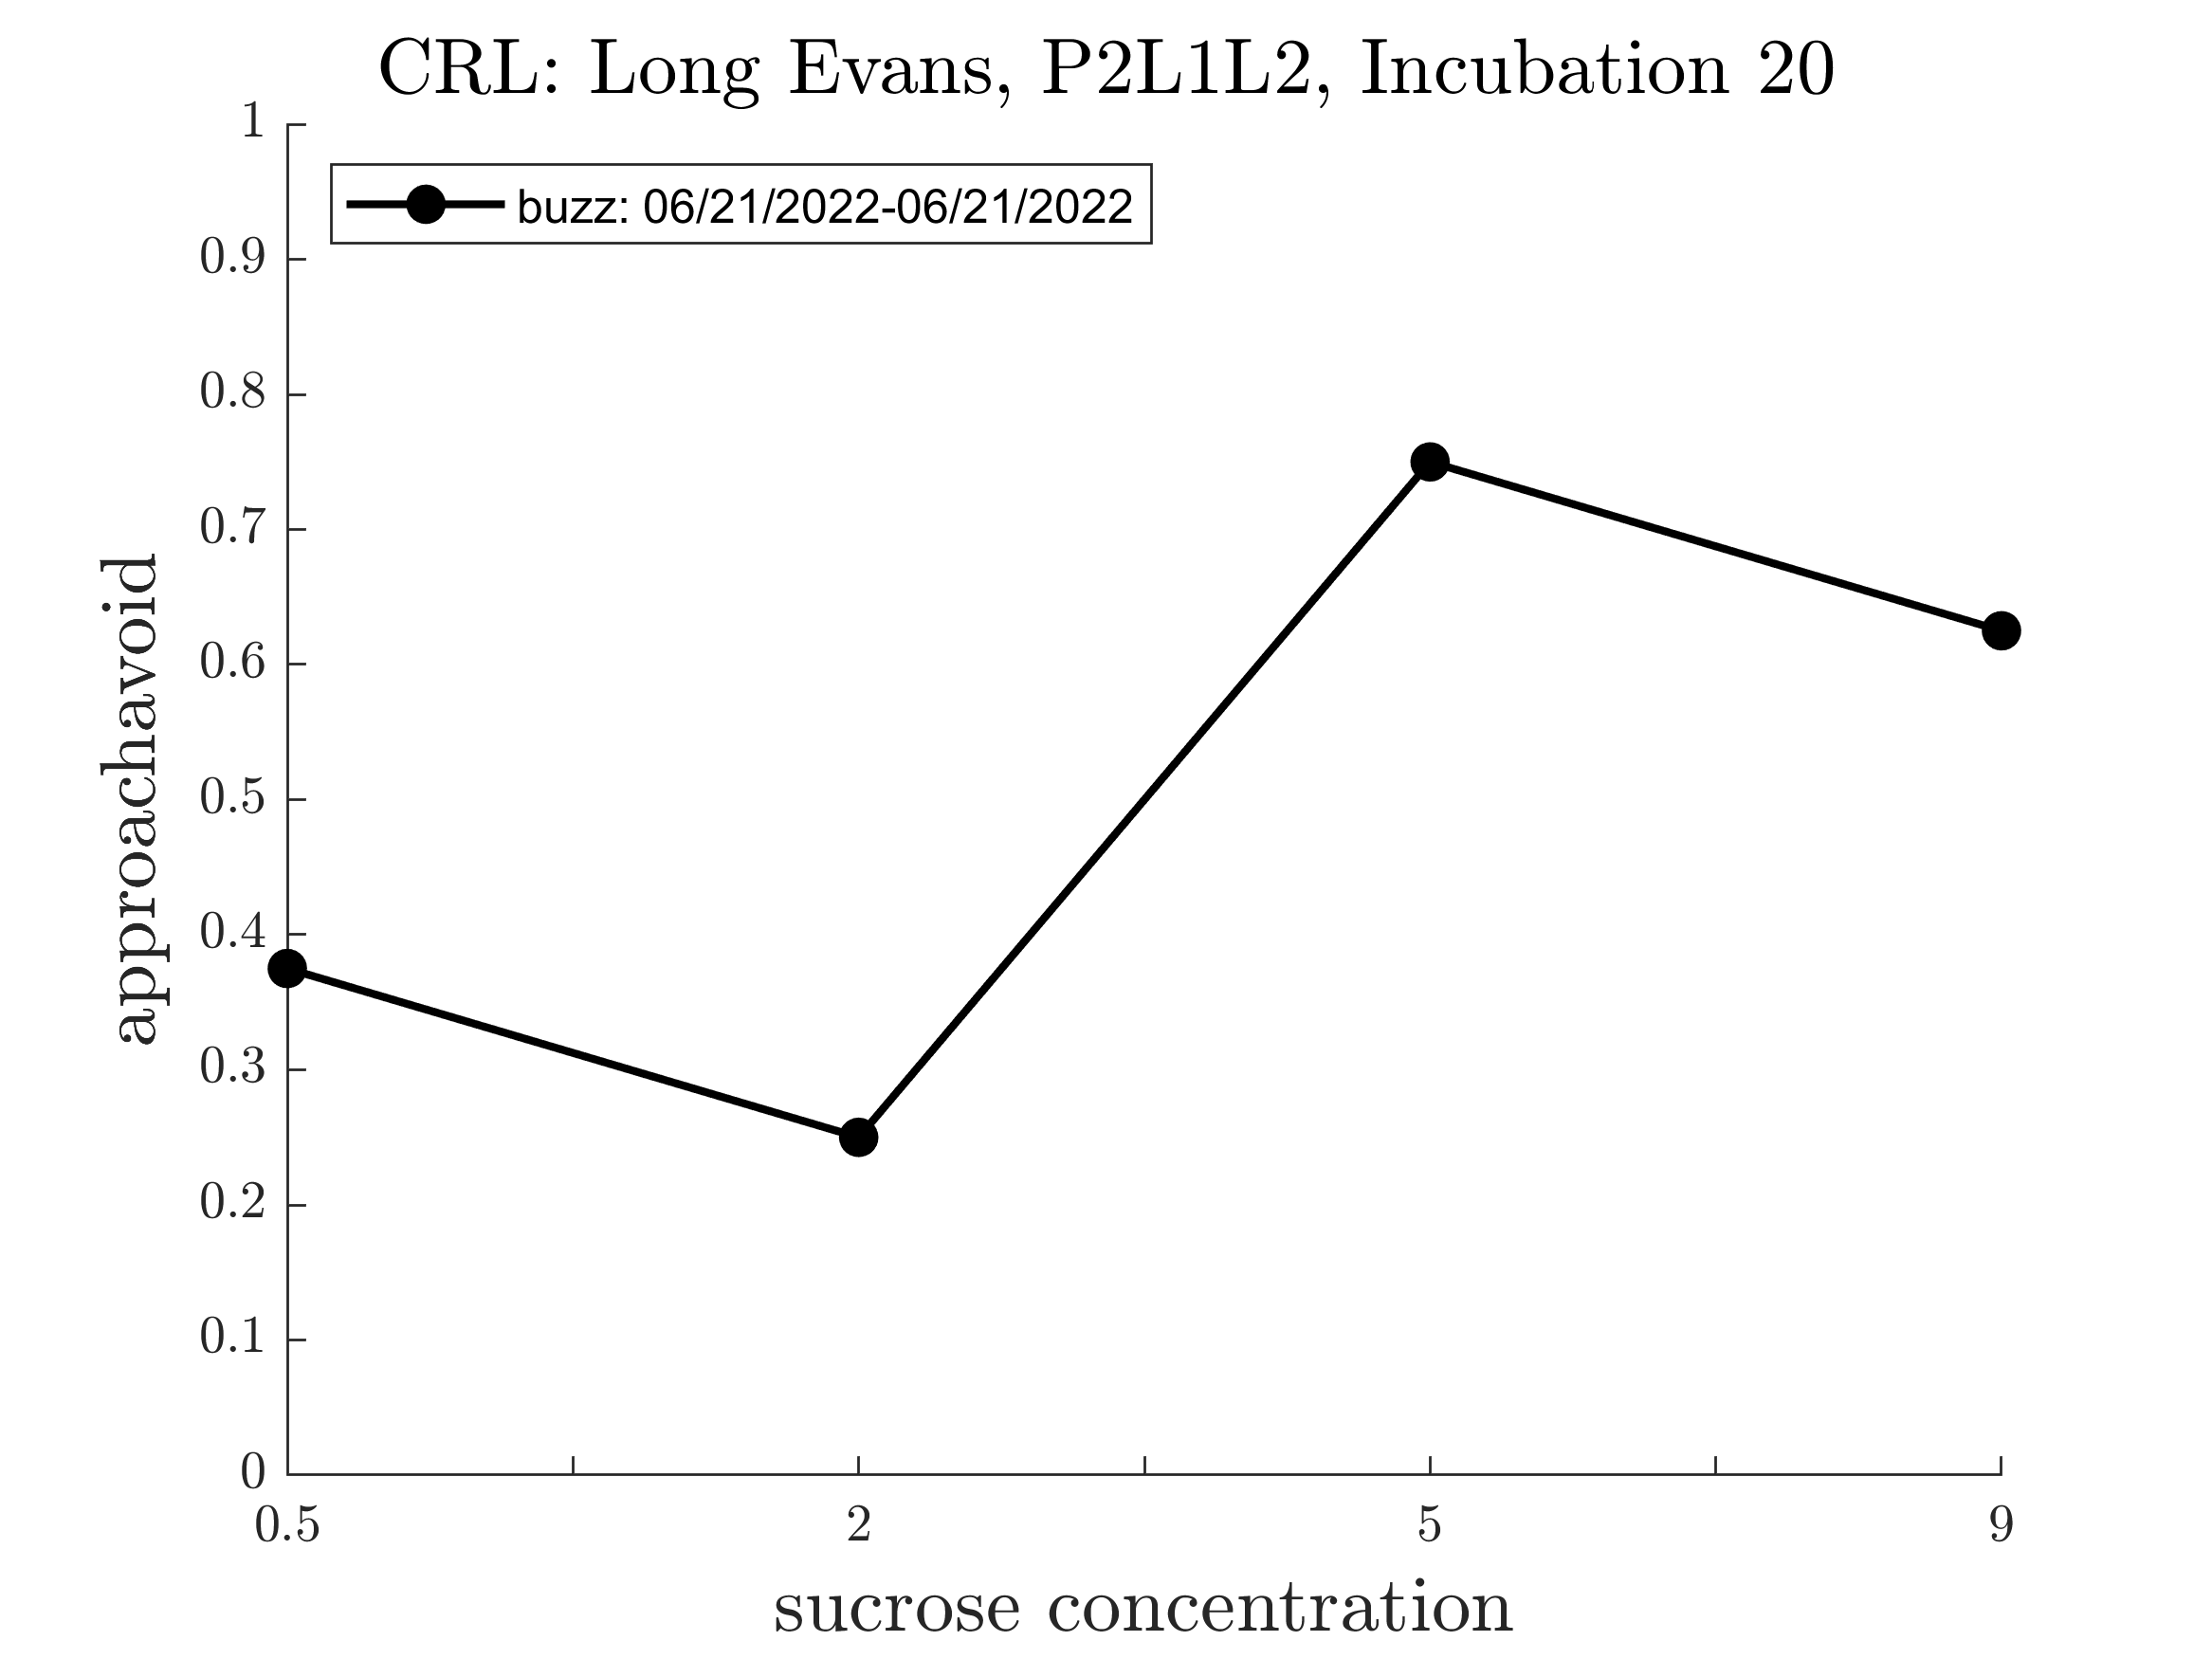 CRL: Long Evans, P2L1L2, Incubation 20
buzz: 06/21/2022-06/21/2022
1
0.9
0.8
0.7
0.6
0.5
0.4
0.3
0.2
0.1
0
approachavoid
0.5 2 5 9
sucrose concentration